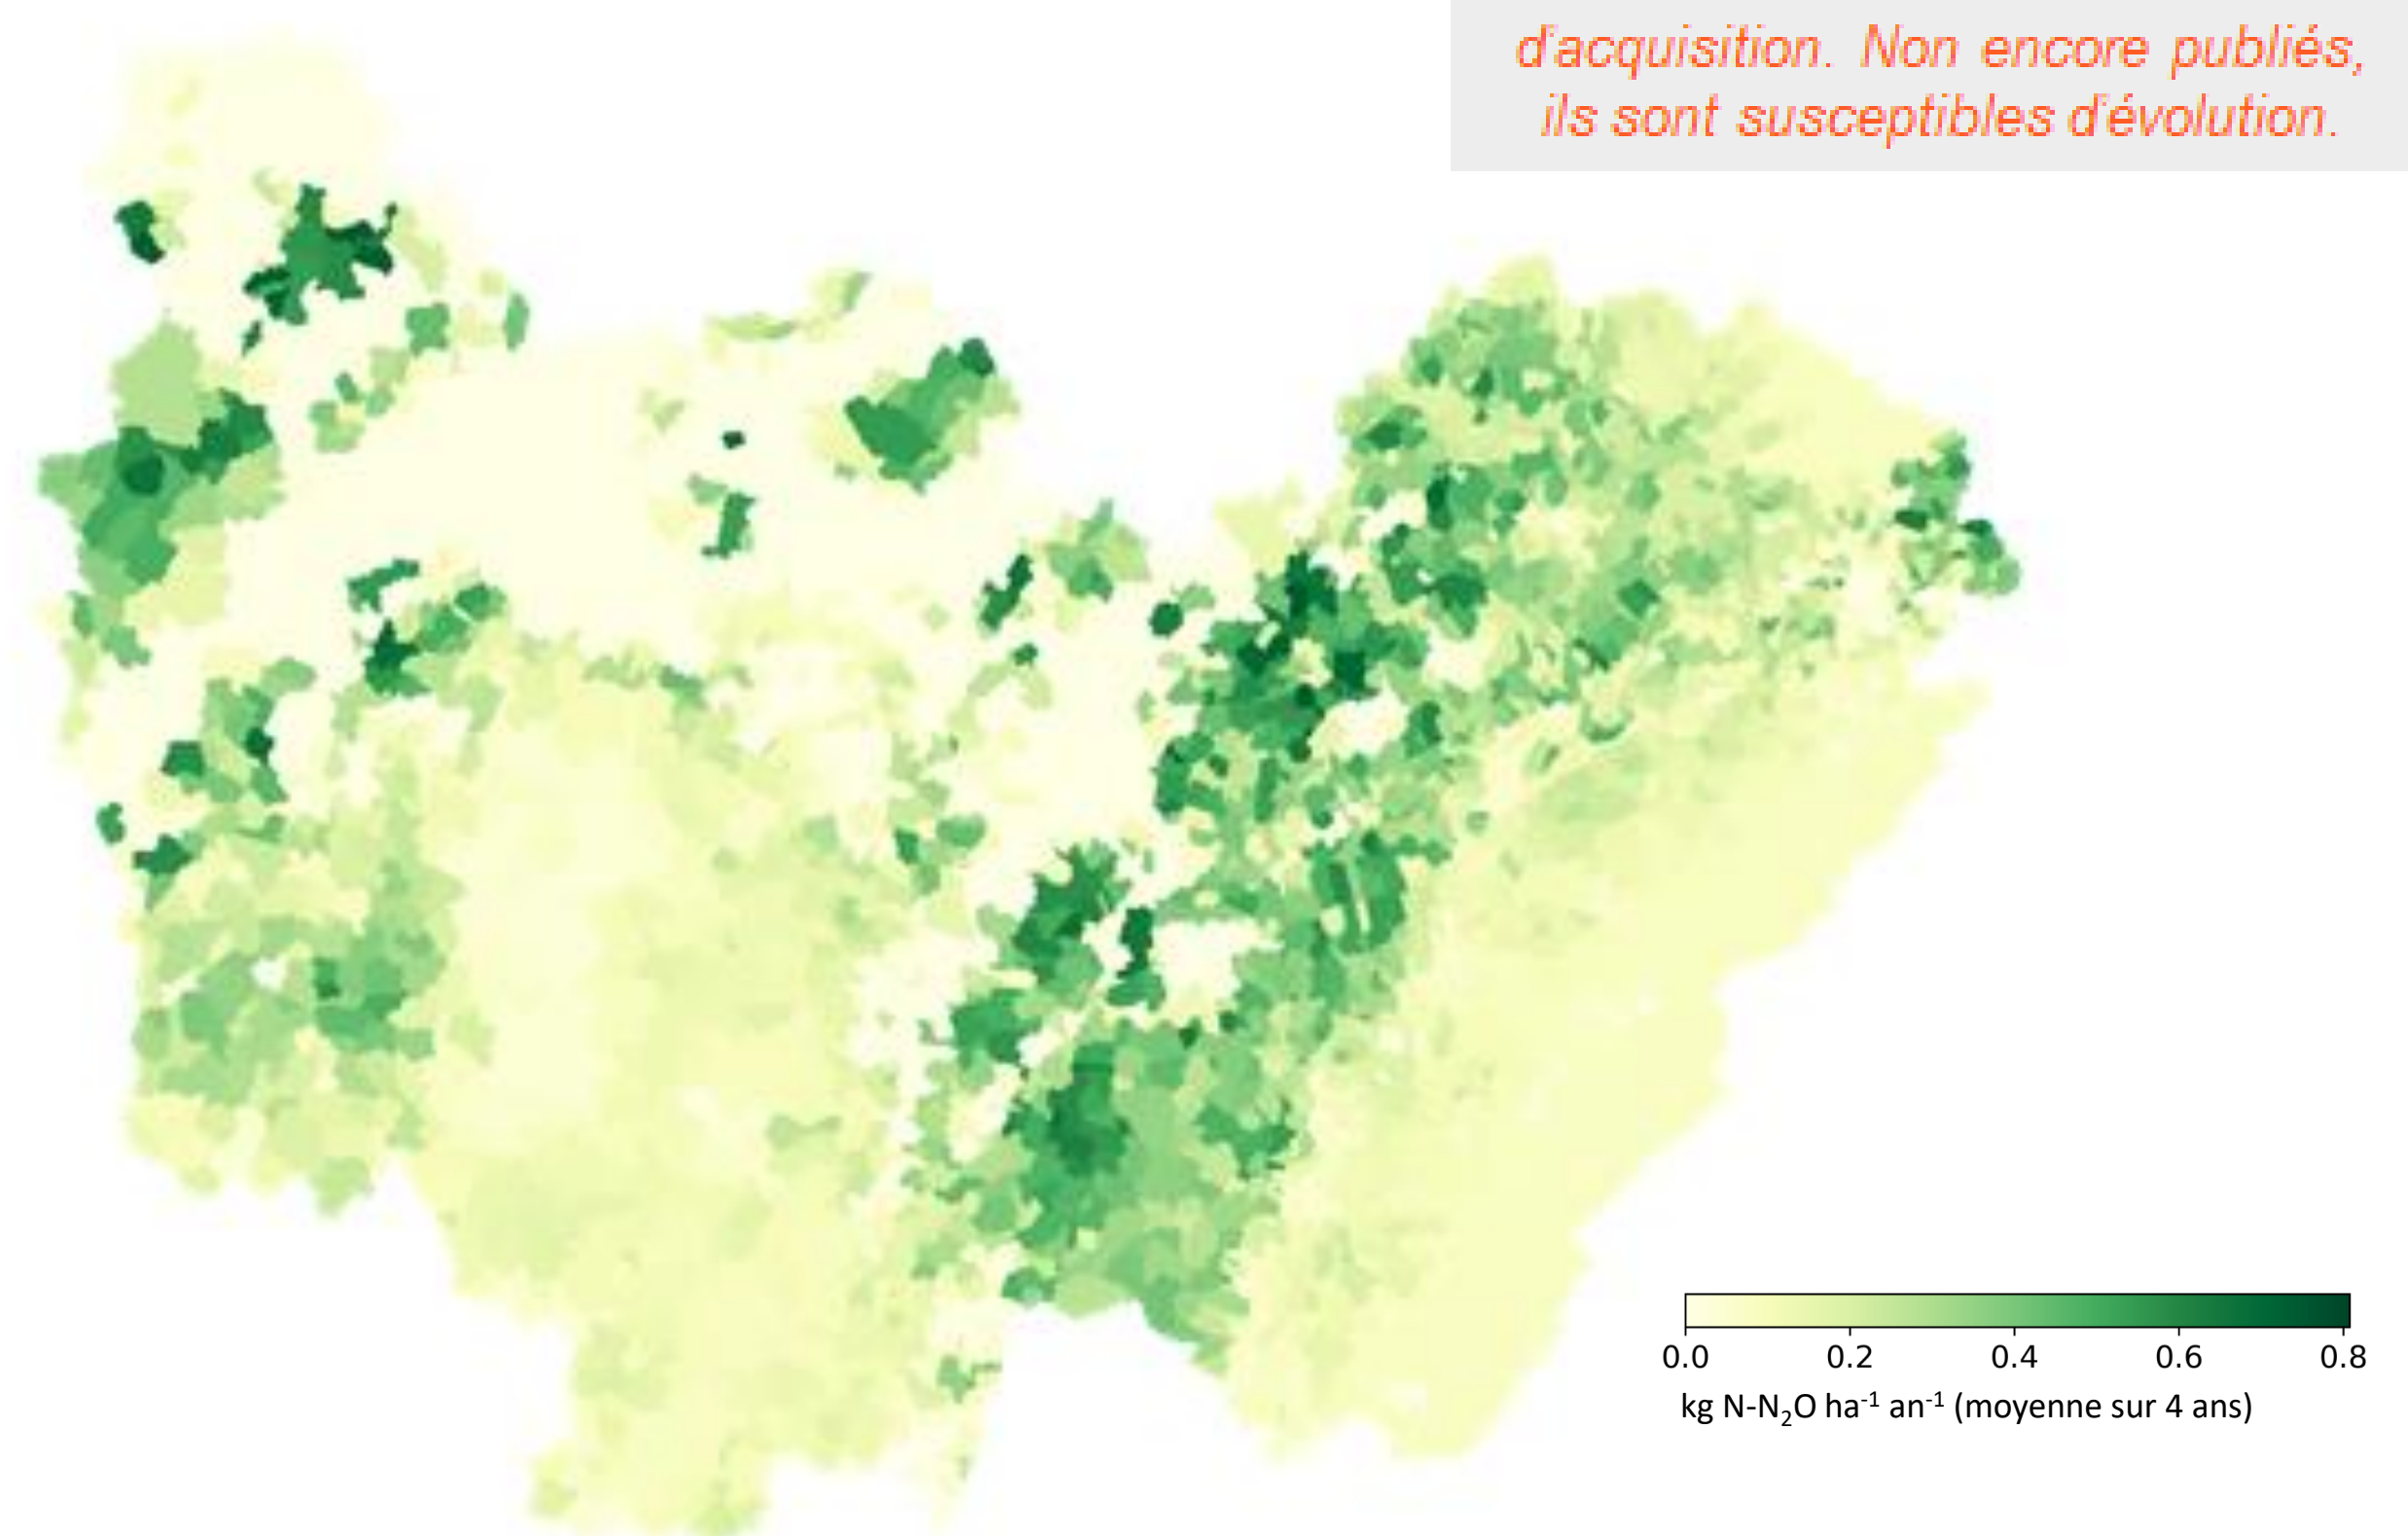 d'acquisition. Non encore publiés,
ils sont susceptibles d'évolution.
0.0 0.2 0.4 0.6 0.8
kg N-N₂O ha⁻¹ an⁻¹ (moyenne sur 4 ans)